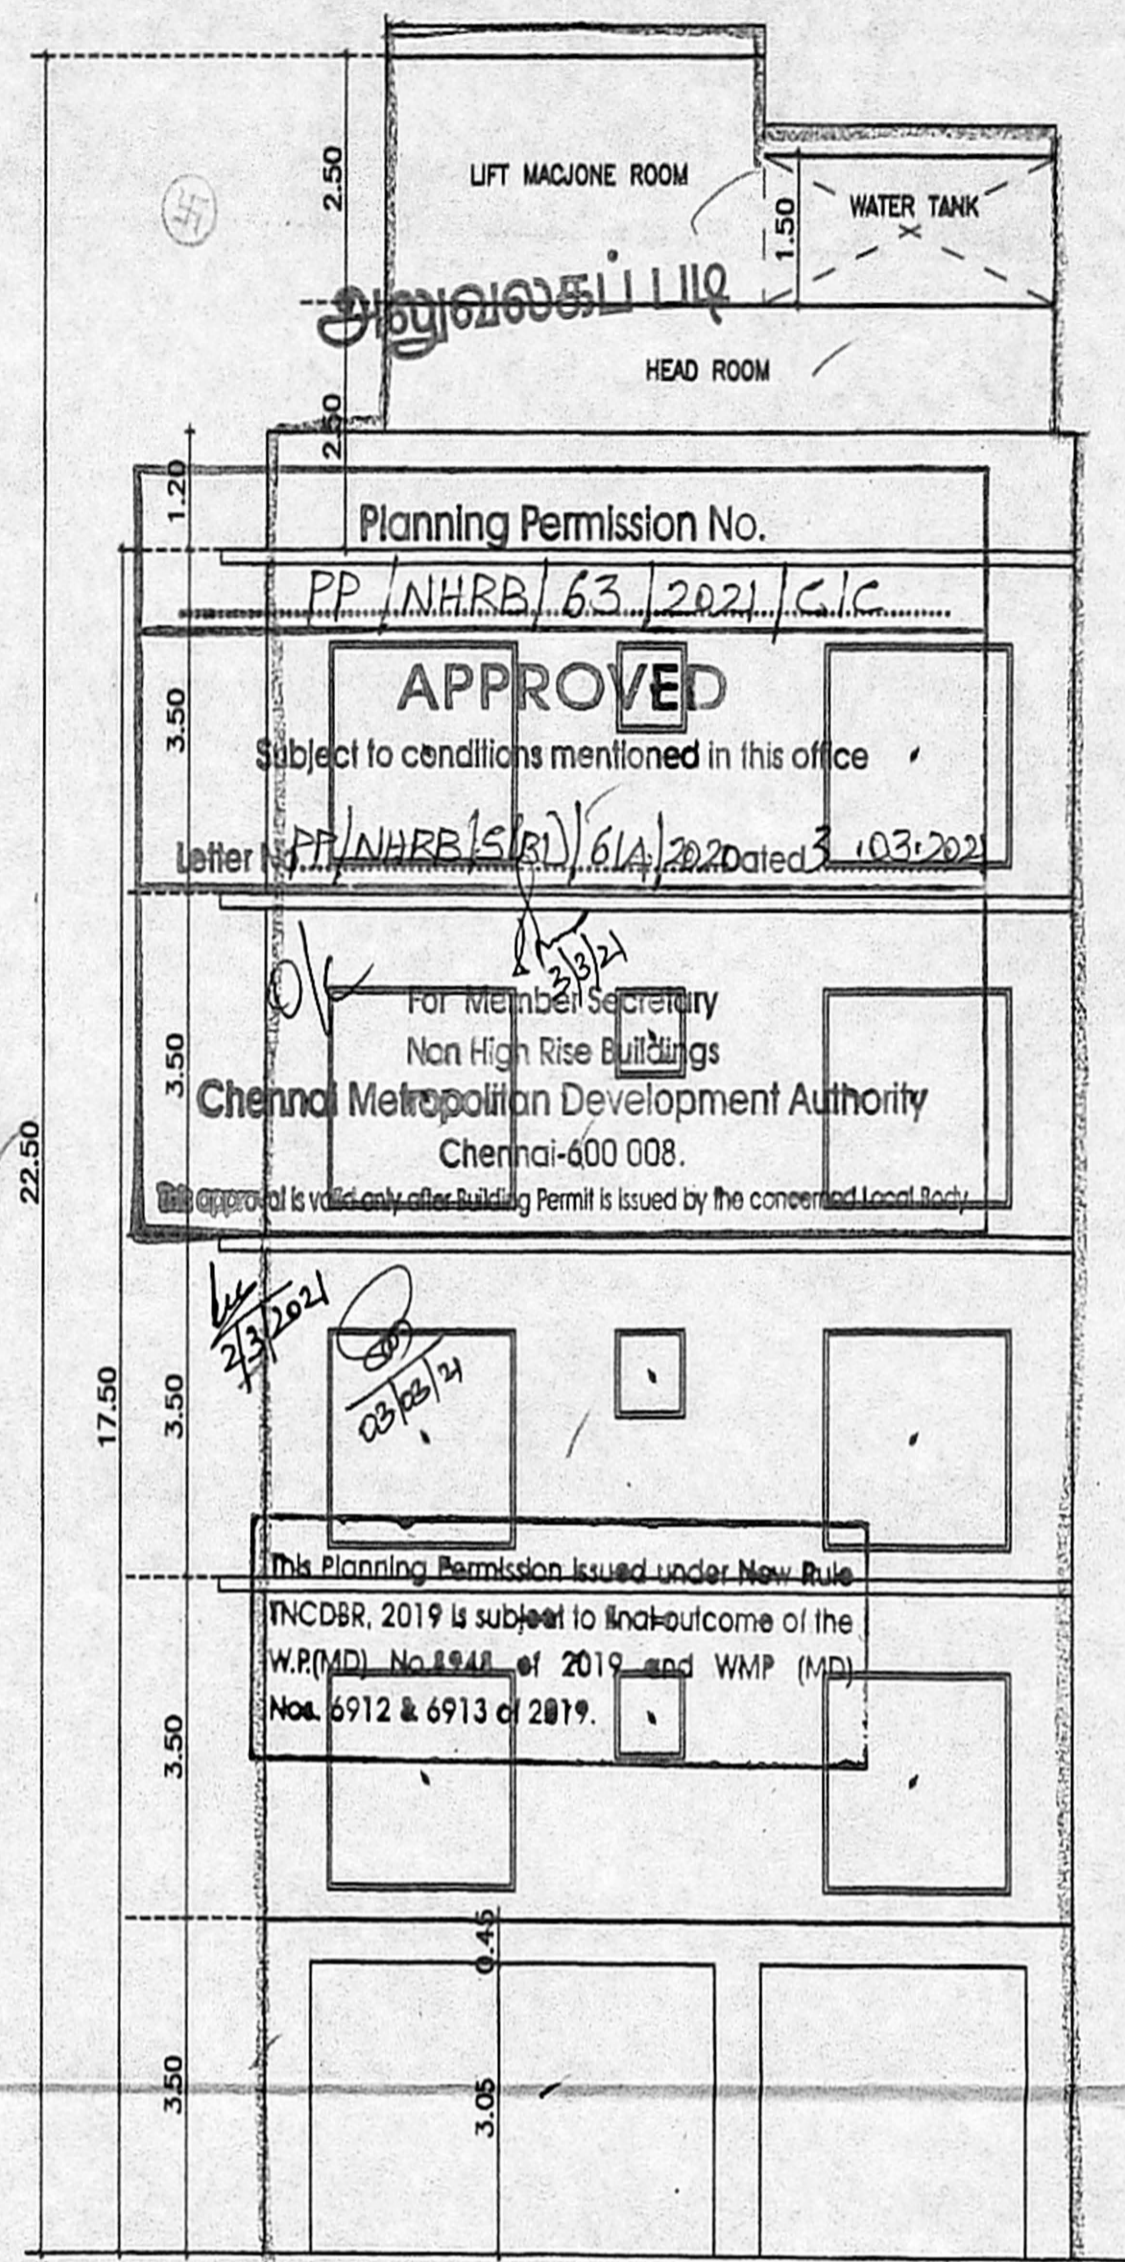 2.50
LIFT MACJONE ROOM
WATER TANK
1.50
அலுவலகப் படி
HEAD ROOM
2.50
1.20
Planning Permission No.
PP/NHRB/63/2021/C/C
APPROVED
3.50
Subject to conditions mentioned in this office
Letter No. PP/NHRB/S(B1)/ /2020 Dated 3.03.2021
3/3/21
OK
For Member Secretary
Non High Rise Buildings
3.50
Chennai Metropolitan Development Authority
Chennai-600 008.
22.50
This approval is valid only after Building Permit is issued by the concerned Local Body
2/3/2021
03/03/21
17.50
3.50
This Planning Permission issued under New Rule
TNCDBR, 2019 is subject to final outcome of the
W.P.(MD) No. of 2019 and WMP (MD)
Nos. 6912 & 6913 of 2019.
3.50
0.45
3.50
3.05